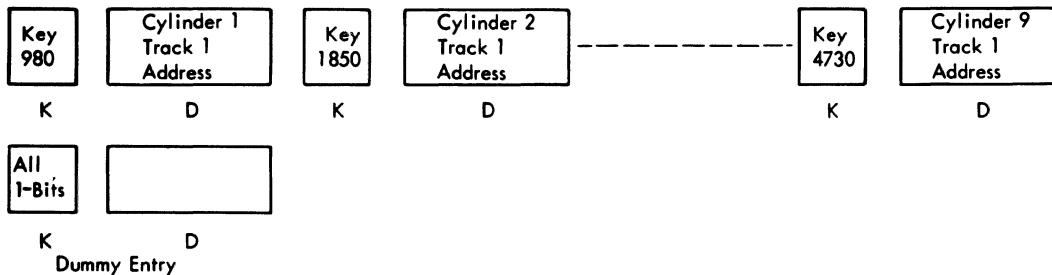 Key
980
Cylinder 1
Track 1
Address
Key
1850
Cylinder 2
Track 1
Address
Key
4730
Cylinder 9
Track 1
Address
K
D
K
D
K
D
All
1-Bits
K
D
Dummy Entry